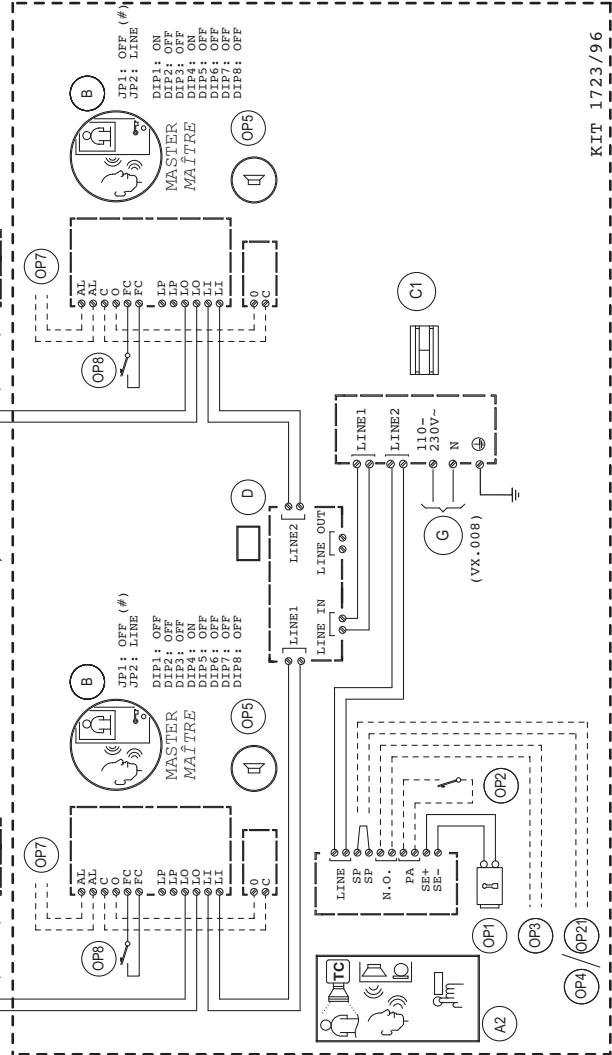 KIT 1723/96
OP7
AL
AL
C
O
FC
FC
LP
LP
LO
LO
LI
LI
0
C
OP8
B
MASTER
MAÎTRE
OP5
JP1: OFF (#)
JP2: LINE
DIP1: ON
DIP2: OFF
DIP3: OFF
DIP4: ON
DIP5: OFF
DIP6: OFF
DIP7: OFF
DIP8: OFF
OP7
AL
AL
C
O
FC
FC
LP
LP
LO
LO
LI
LI
0
C
OP8
B
MASTER
MAÎTRE
OP5
JP1: OFF (#)
JP2: LINE
DIP1: OFF
DIP2: OFF
DIP3: OFF
DIP4: ON
DIP5: OFF
DIP6: OFF
DIP7: OFF
DIP8: OFF
D
LINE1
LINE2
LINE IN
LINE OUT
C1
LINE1
LINE2
110-
230V~
N
G
(VX.008)
LINE
SP
SP
N.O.
PA
SE+
SE-
OP2
OP1
OP3
OP4 / OP21
TC
A2